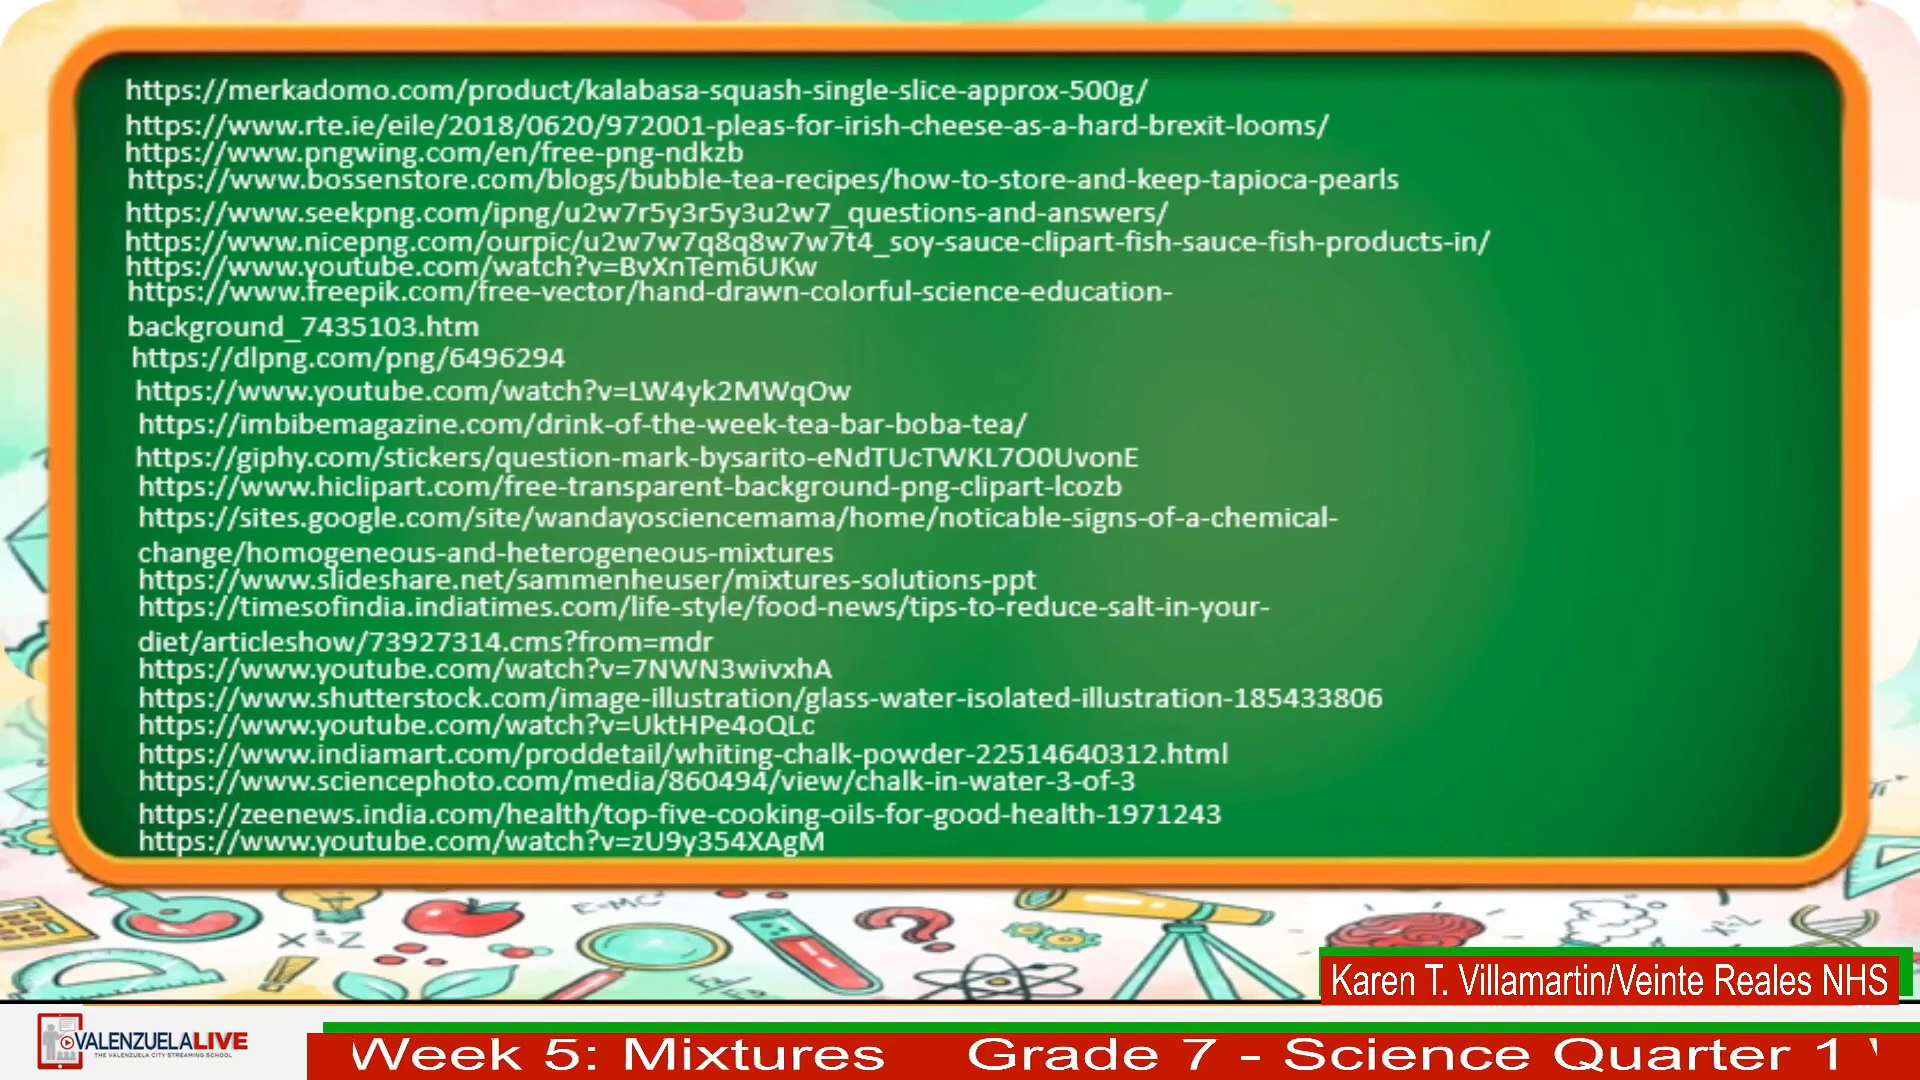 https://merkadomo.com/product/kalabasa-squash-single-slice-approx-500g/
https://www.rte.ie/eile/2018/0620/972001-pleas-for-irish-cheese-as-a-hard-brexit-looms/
https://www.pngwing.com/en/free-png-ndkzb
https://www.bossenstore.com/blogs/bubble-tea-recipes/how-to-store-and-keep-tapioca-pearls
https://www.seekpng.com/ipng/u2w7r5y3r5y3u2w7_questions-and-answers/
https://www.nicepng.com/ourpic/u2w7w7q8q8w7w7t4_soy-sauce-clipart-fish-sauce-fish-products-in/
https://www.youtube.com/watch?v=BvXnTem6UKw
https://www.freepik.com/free-vector/hand-drawn-colorful-science-education-
background_7435103.htm
https://dlpng.com/png/6496294
https://www.youtube.com/watch?v=LW4yk2MWqOw
https://imbibemagazine.com/drink-of-the-week-tea-bar-boba-tea/
https://giphy.com/stickers/question-mark-bysarito-eNdTUcTWKL7O0UvonE
https://www.hiclipart.com/free-transparent-background-png-clipart-lcozb
https://sites.google.com/site/wandayosciencemama/home/noticable-signs-of-a-chemical-
change/homogeneous-and-heterogeneous-mixtures
https://www.slideshare.net/sammenheuser/mixtures-solutions-ppt
https://timesofindia.indiatimes.com/life-style/food-news/tips-to-reduce-salt-in-your-
diet/articleshow/73927314.cms?from=mdr
https://www.youtube.com/watch?v=7NWN3wivxhA
https://www.shutterstock.com/image-illustration/glass-water-isolated-illustration-185433806
https://www.youtube.com/watch?v=UktHPe4oQLc
https://www.indiamart.com/proddetail/whiting-chalk-powder-22514640312.html
https://www.sciencephoto.com/media/860494/view/chalk-in-water-3-of-3
https://zeenews.india.com/health/top-five-cooking-oils-for-good-health-1971243
https://www.youtube.com/watch?v=zU9y354XAgM
E=MC²
Karen T. Villamartin/Veinte Reales NHS
VALENZUELALIVE
THE VALENZUELA CITY STREAMING SCHOOL
Week 5: Mixtures Grade 7 - Science Quarter 1